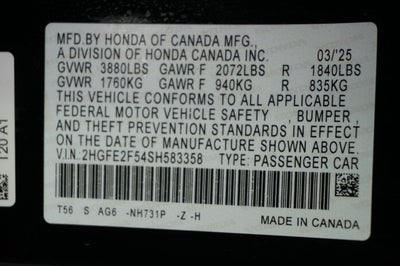 MFD.BY HONDA OF CANADA MFG.,
A DIVISION OF HONDA CANADA INC. 03/'25
GVWR 3880LBS GAWR F 2072LBS R 1840LBS
GVWR 1760KG GAWR F 940KG R 835KG
THIS VEHICLE CONFORMS TO ALL APPLICABLE
FEDERAL MOTOR VEHICLE SAFETY , BUMPER ,
AND THEFT PREVENTION STANDARDS IN EFFECT
ON THE DATE OF MANUFACTURE SHOWN ABOVE.
V.I.N.:2HGFE2F54SH583358 TYPE: PASSENGER CAR
T56 S AG6 -NH731P -Z -H
MADE IN CANADA
120 A1